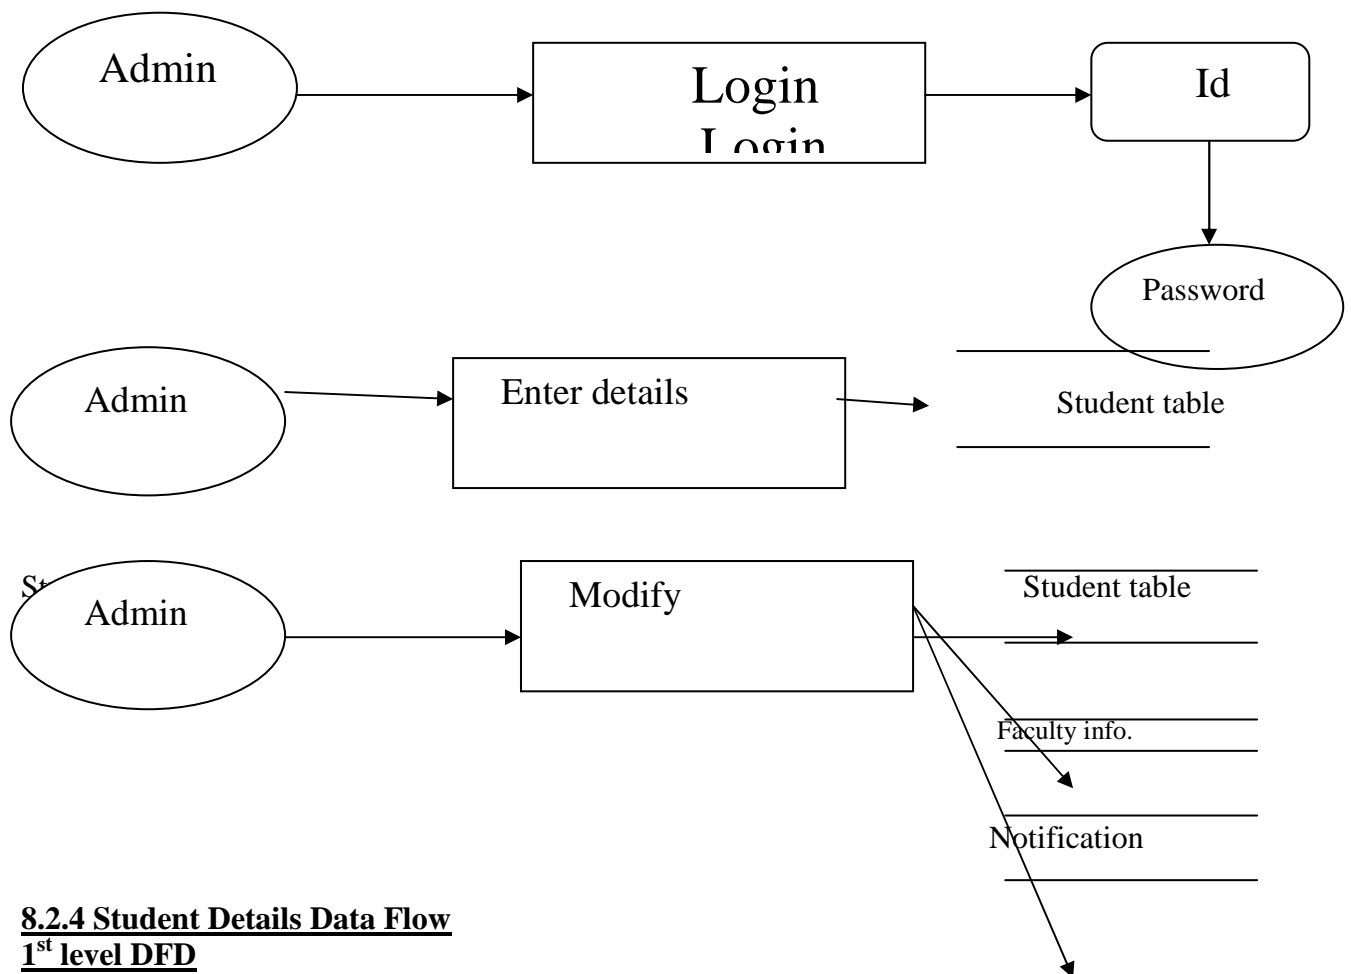 Admin
Login
Login
Id
Password
Admin
Enter details
Student table
Admin
Modify
Student table
Faculty info.
Notification
8.2.4 Student Details Data Flow
1st level DFD